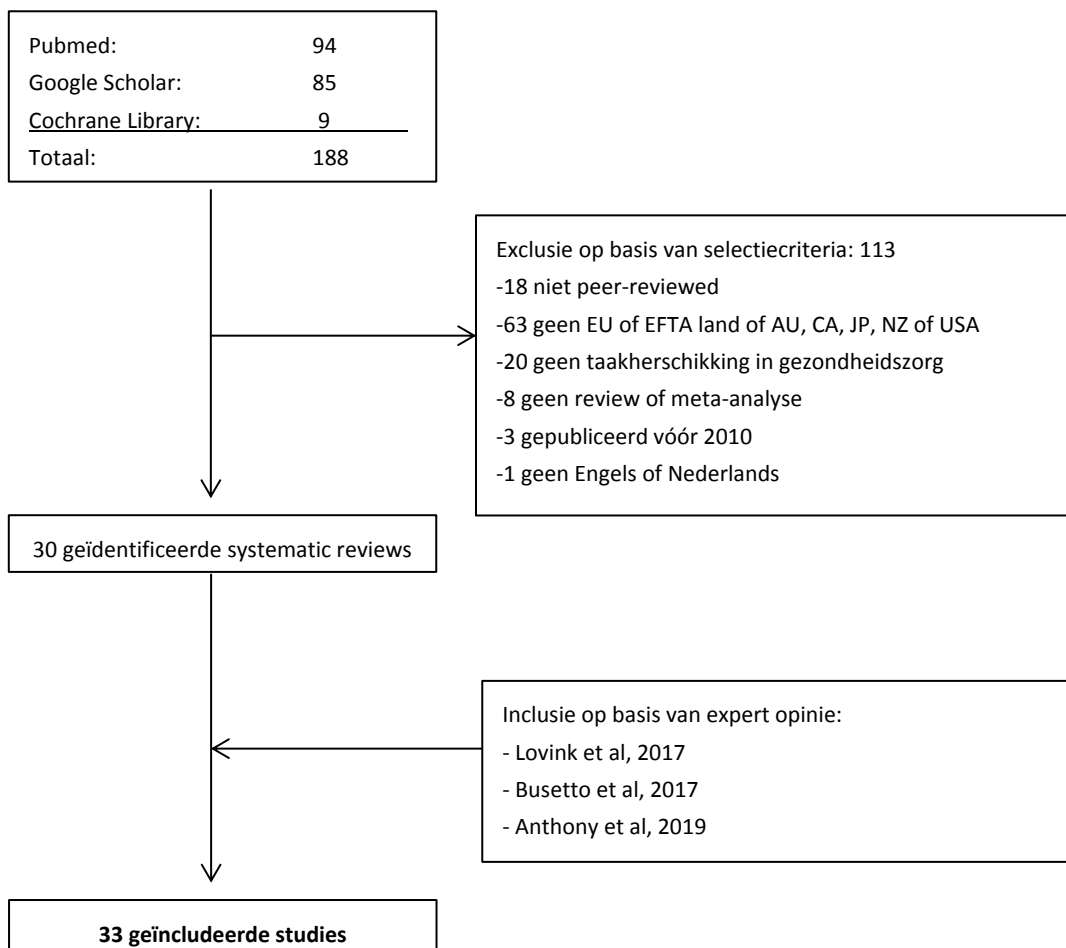 Pubmed: 94
Google Scholar: 85
Cochrane Library: 9
Totaal: 188
Exclusie op basis van selectiecriteria: 113
-18 niet peer-reviewed
-63 geen EU of EFTA land of AU, CA, JP, NZ of USA
-20 geen taakherschikking in gezondheidszorg
-8 geen review of meta-analyse
-3 gepubliceerd vóór 2010
-1 geen Engels of Nederlands
30 geïdentificeerde systematic reviews
Inclusie op basis van expert opinie:
- Lovink et al, 2017
- Busetto et al, 2017
- Anthony et al, 2019
33 geïncludeerde studies